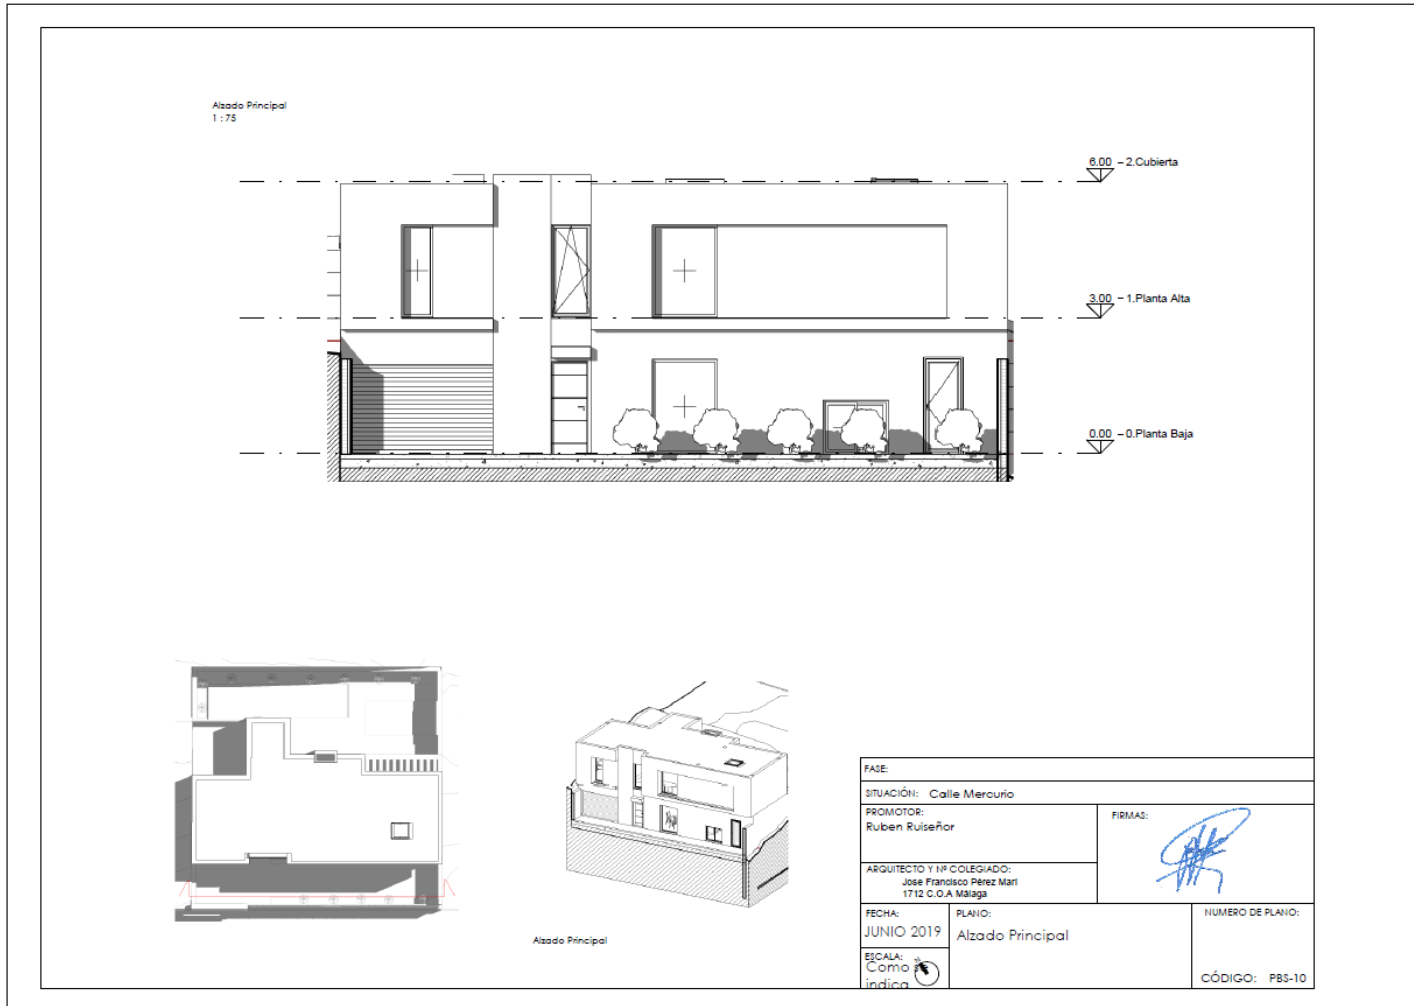 Alzado Principal
1 : 75
6.00 – 2.Cubierta
3.00 – 1.Planta Alta
0.00 – 0.Planta Baja
Alzado Principal
FASE:
SITUACIÓN: Calle Mercurio
PROMOTOR:
Ruben Ruiseñor
FIRMAS:
ARQUITECTO Y Nº COLEGIADO:
Jose Francisco Pérez Marí
1712 C.O.A Málaga
FECHA:
JUNIO 2019
PLANO:
Alzado Principal
NUMERO DE PLANO:
ESCALA:
Como
indica
CÓDIGO: PBS-10